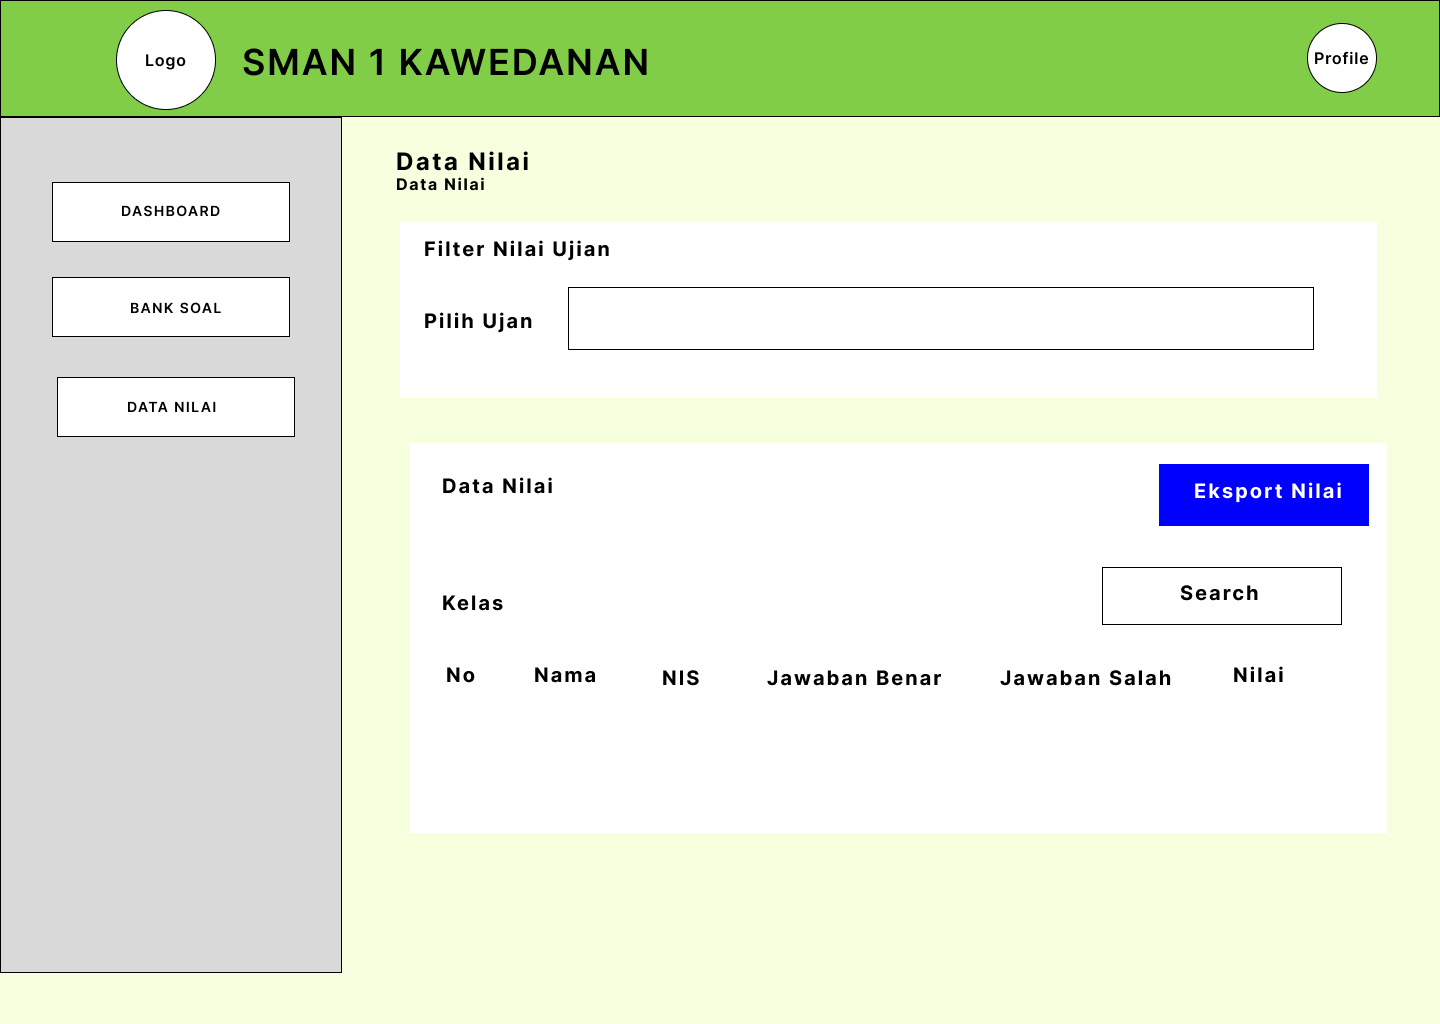 Logo
SMAN 1 KAWEDANAN
Profile
DASHBOARD
BANK SOAL
DATA NILAI
Data Nilai
Data Nilai
Filter Nilai Ujian
Pilih Ujan
Data Nilai
Eksport Nilai
Kelas
Search
No Nama NIS Jawaban Benar Jawaban Salah Nilai